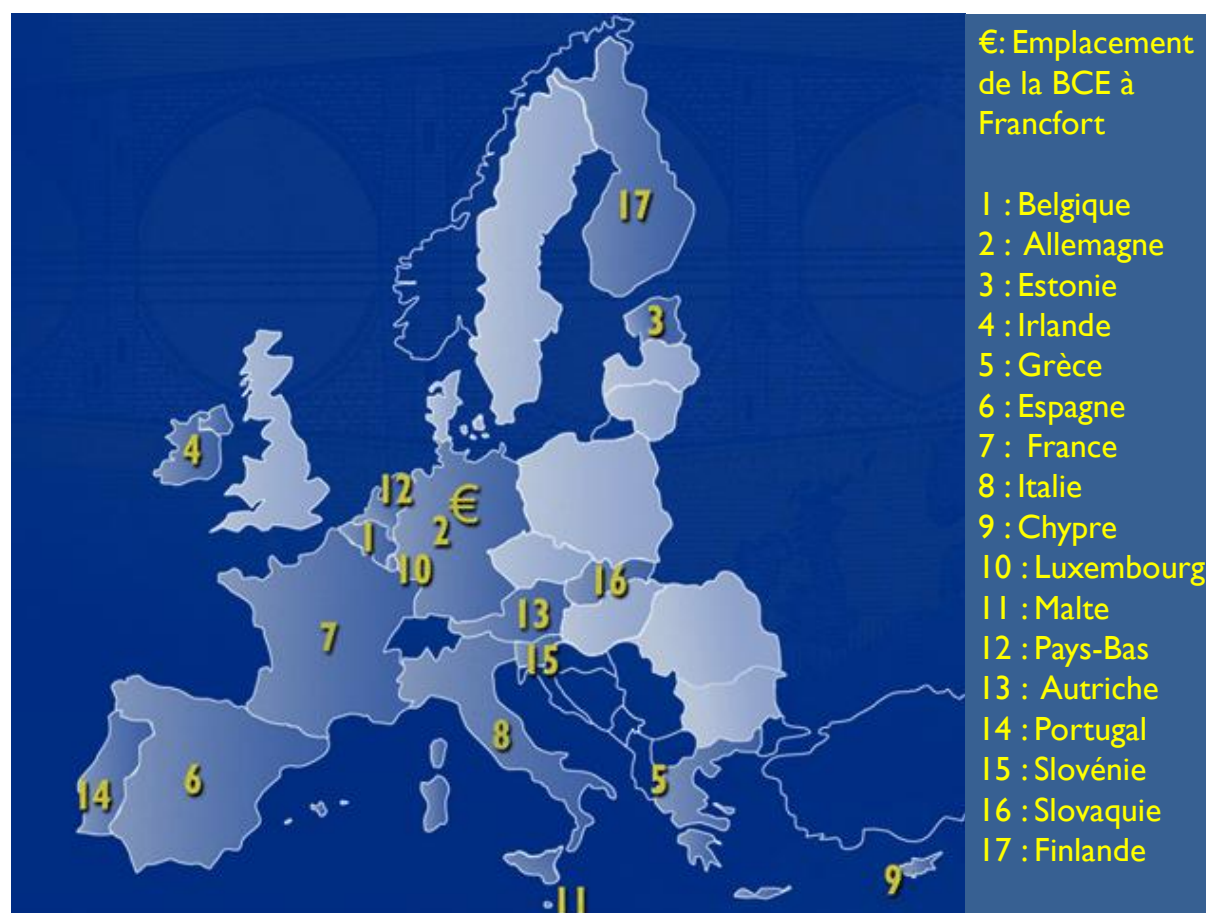 €: Emplacement
de la BCE à
Francfort
1 : Belgique
2 : Allemagne
3 : Estonie
4 : Irlande
5 : Grèce
6 : Espagne
7 : France
8 : Italie
9 : Chypre
10 : Luxembourg
11 : Malte
12 : Pays-Bas
13 : Autriche
14 : Portugal
15 : Slovénie
16 : Slovaquie
17 : Finlande
17
3
4
12
€
2
1
10
16
13
7
15
8
6
14
5
9
11